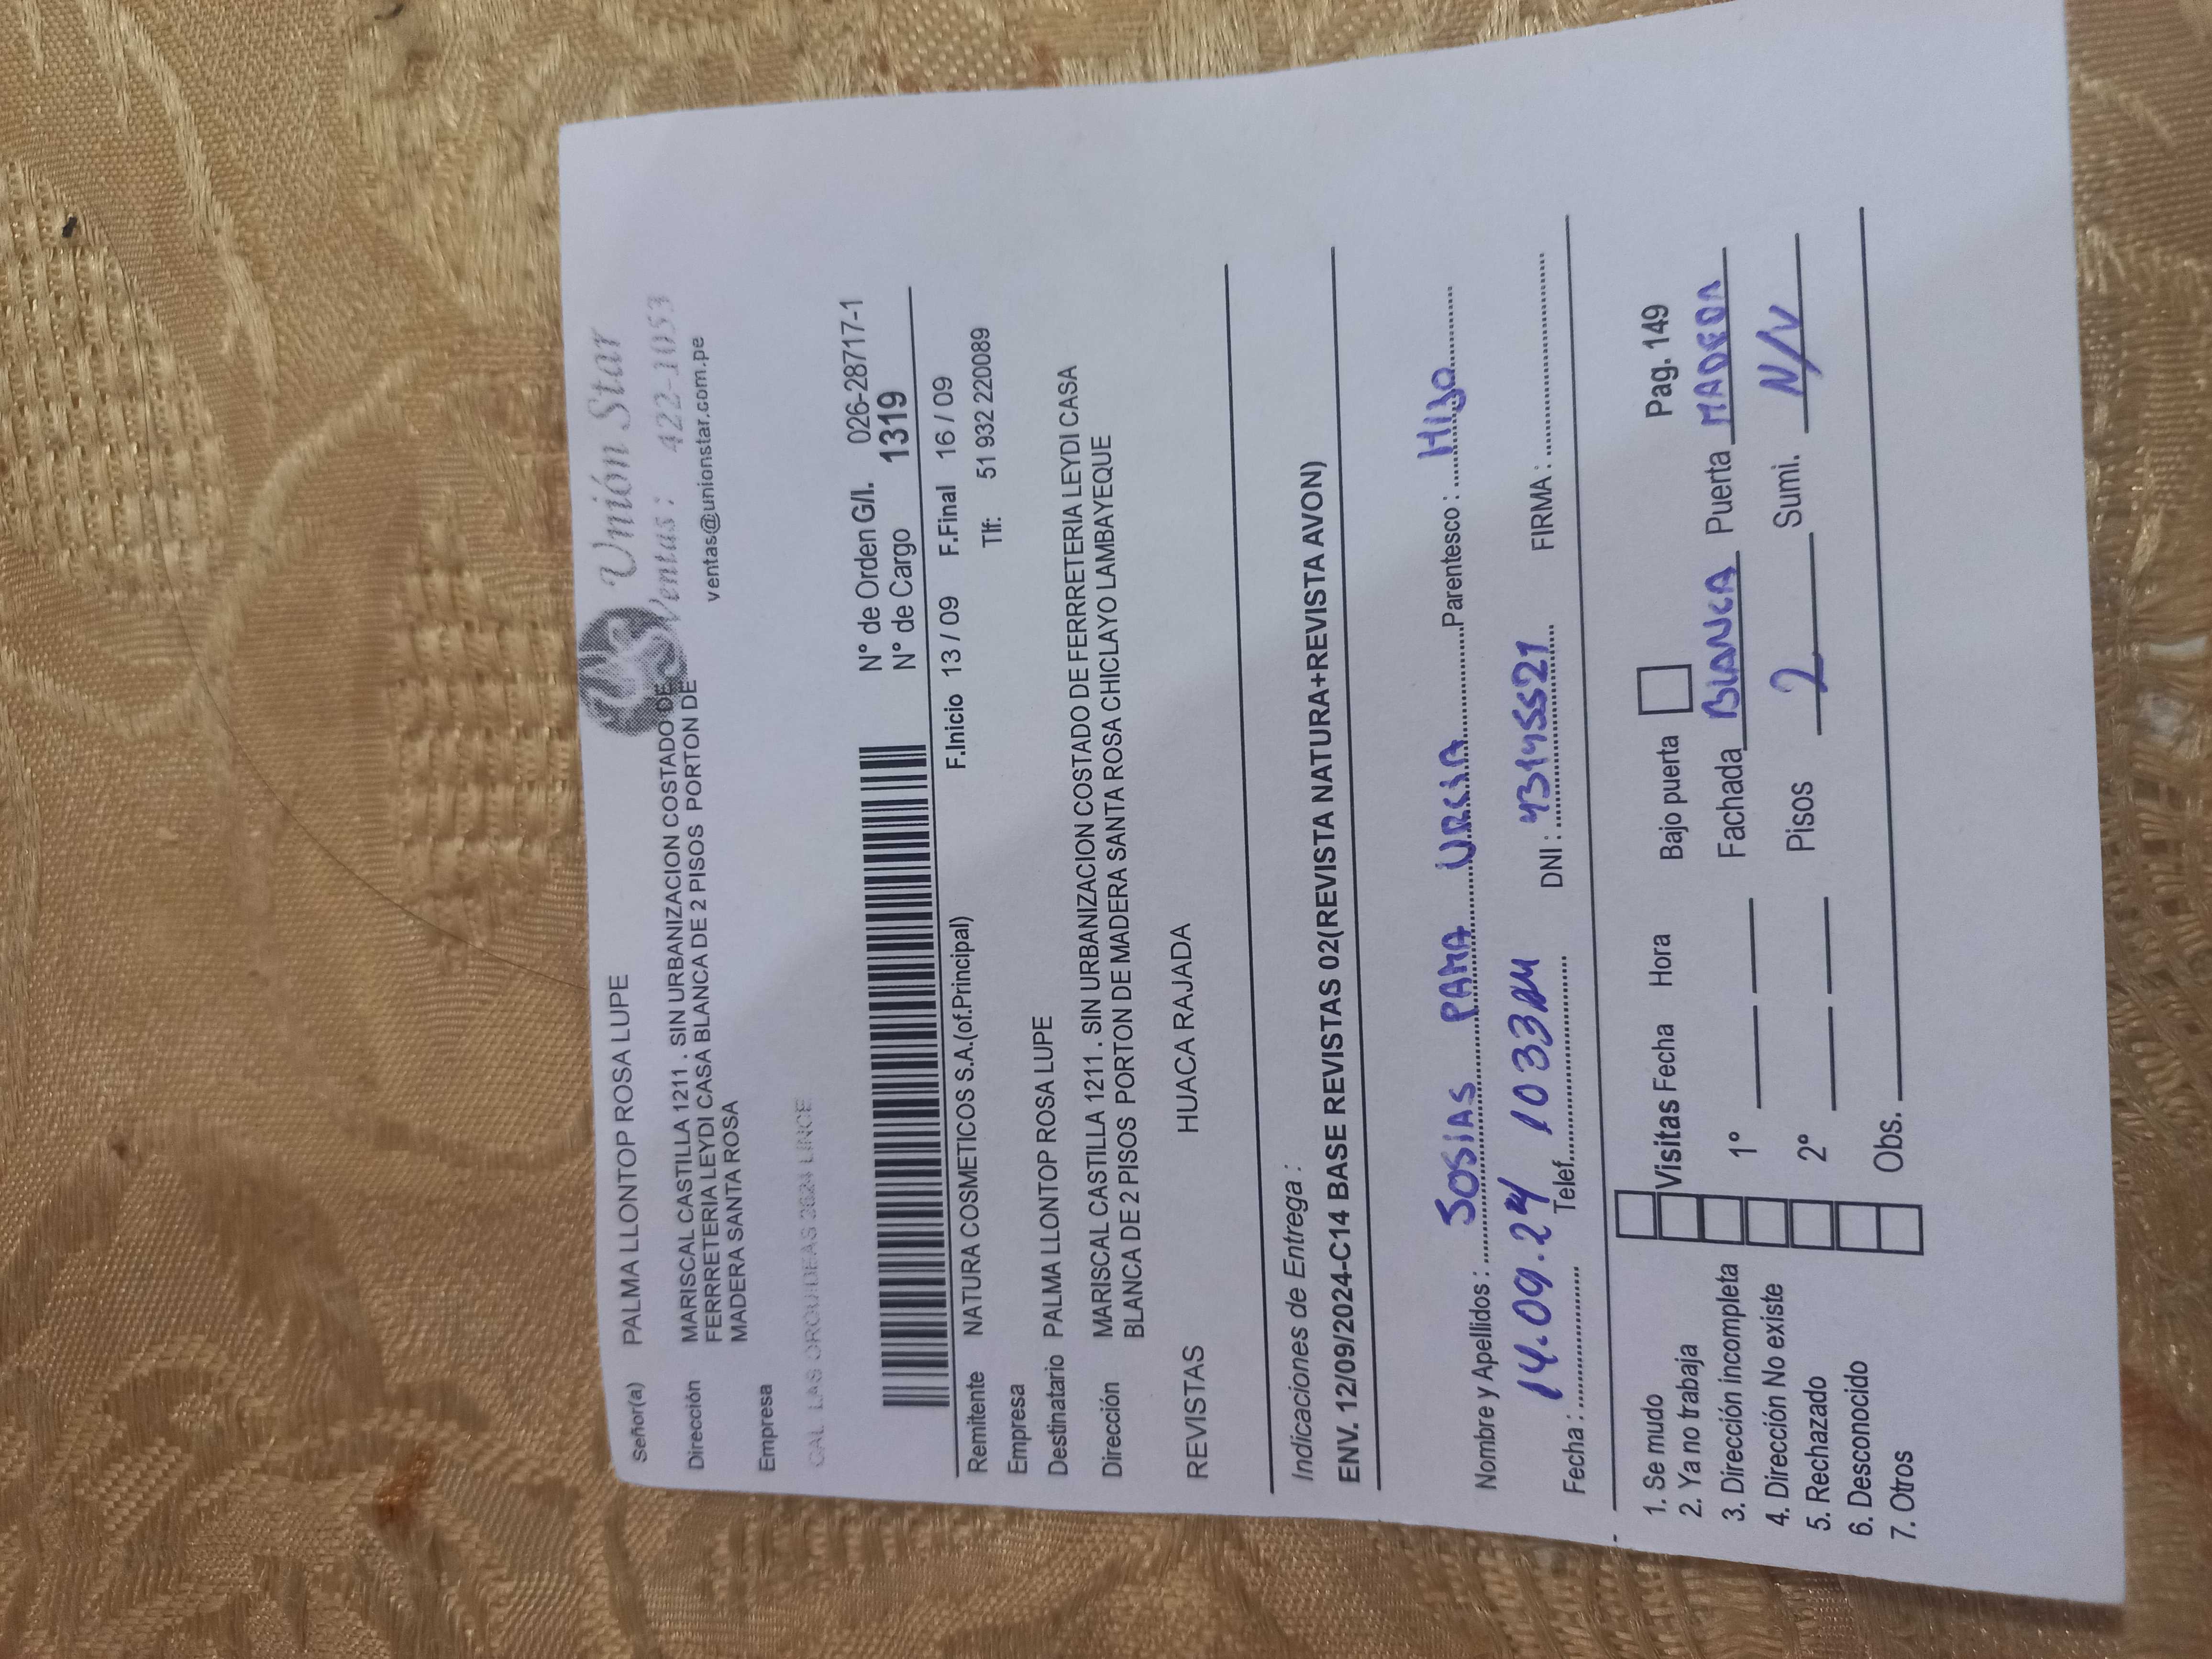 Unión Star
Ventas : 422-1053
ventas@unionstar.com.pe
Señor(a) PALMA LLONTOP ROSA LUPE
Dirección MARISCAL CASTILLA 1211 . SIN URBANIZACION COSTADO DE
FERRRETERIA LEYDI CASA BLANCA DE 2 PISOS PORTON DE
MADERA SANTA ROSA
Empresa
CAL. LAS ORQUIDEAS 2624 LINCE
N° de Orden G/I. 026-28717-1
N° de Cargo 1319
F.Inicio 13 / 09 F.Final 16 / 09
Remitente NATURA COSMETICOS S.A.(of.Principal) Tlf: 51 932 220089
Empresa
Destinatario PALMA LLONTOP ROSA LUPE
Dirección MARISCAL CASTILLA 1211 . SIN URBANIZACION COSTADO DE FERRRETERIA LEYDI CASA
BLANCA DE 2 PISOS PORTON DE MADERA SANTA ROSA CHICLAYO LAMBAYEQUE
REVISTAS HUACA RAJADA
Indicaciones de Entrega :
ENV. 12/09/2024-C14 BASE REVISTAS 02(REVISTA NATURA+REVISTA AVON)
Nombre y Apellidos : JOSIAS PAMA Parentesco : HIJO
Fecha : 14.09.24 1033AM Telef. DNI : 43145521 FIRMA :
1. Se mudo
2. Ya no trabaja Visitas Fecha Hora Bajo puerta Pag. 149
3. Dirección incompleta 1° Fachada BLANCA Puerta MADERA
4. Dirección No existe
5. Rechazado 2° Pisos 2 Sumi. N/V
6. Desconocido
7. Otros Obs.